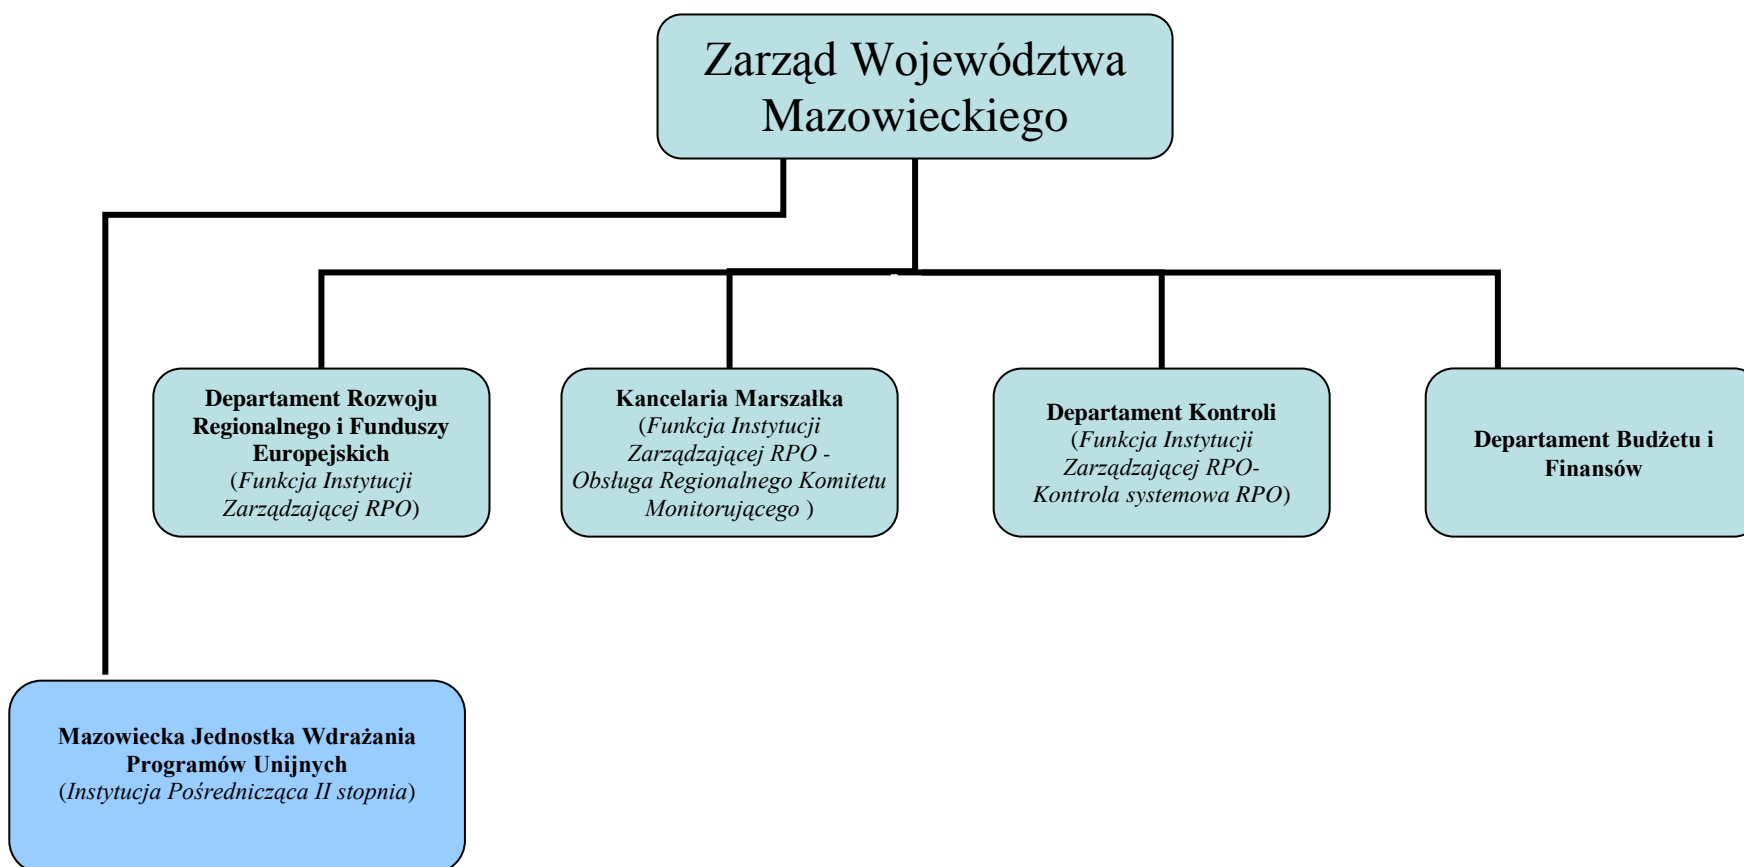 Zarząd Województwa
Mazowieckiego
Departament Rozwoju
Regionalnego i Funduszy
Europejskich
(Funkcja Instytucji
Zarządzającej RPO)
Kancelaria Marszałka
(Funkcja Instytucji
Zarządzającej RPO -
Obsługa Regionalnego Komitetu
Monitorującego )
Departament Kontroli
(Funkcja Instytucji
Zarządzającej RPO-
Kontrola systemowa RPO)
Departament Budżetu i
Finansów
Mazowiecka Jednostka Wdrażania
Programów Unijnych
(Instytucja Pośrednicząca II stopnia)